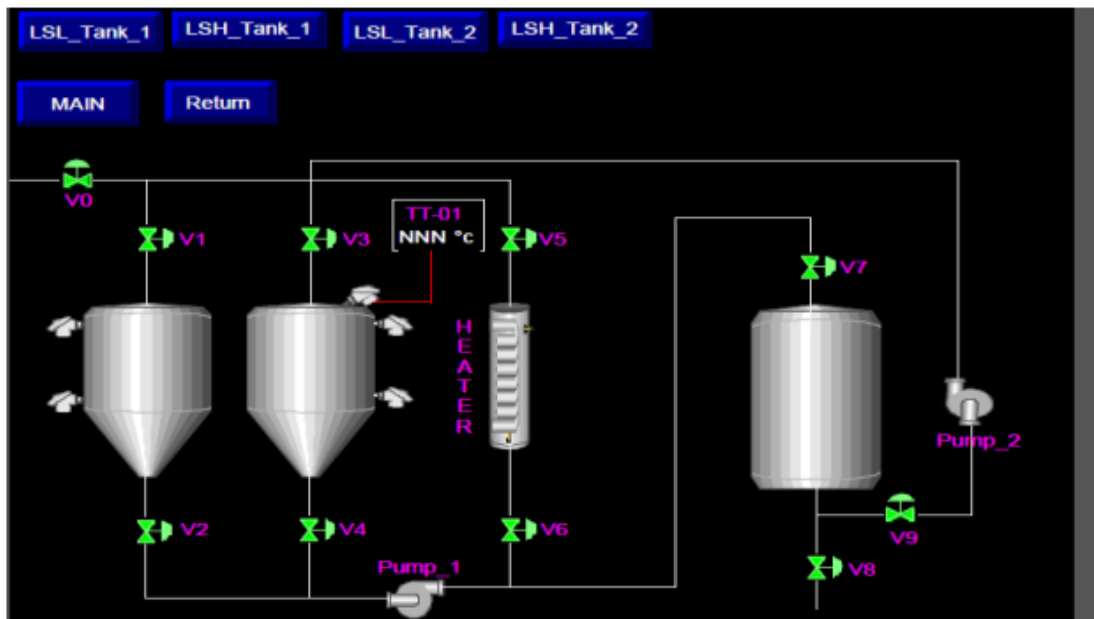 LSL_Tank_1
LSH_Tank_1
LSL_Tank_2
LSH_Tank_2
MAIN
Return
V0
TT-01
NNN °c
V1
V3
V5
V7
HEATER
Pump_2
V2
V4
V6
V9
Pump_1
V8